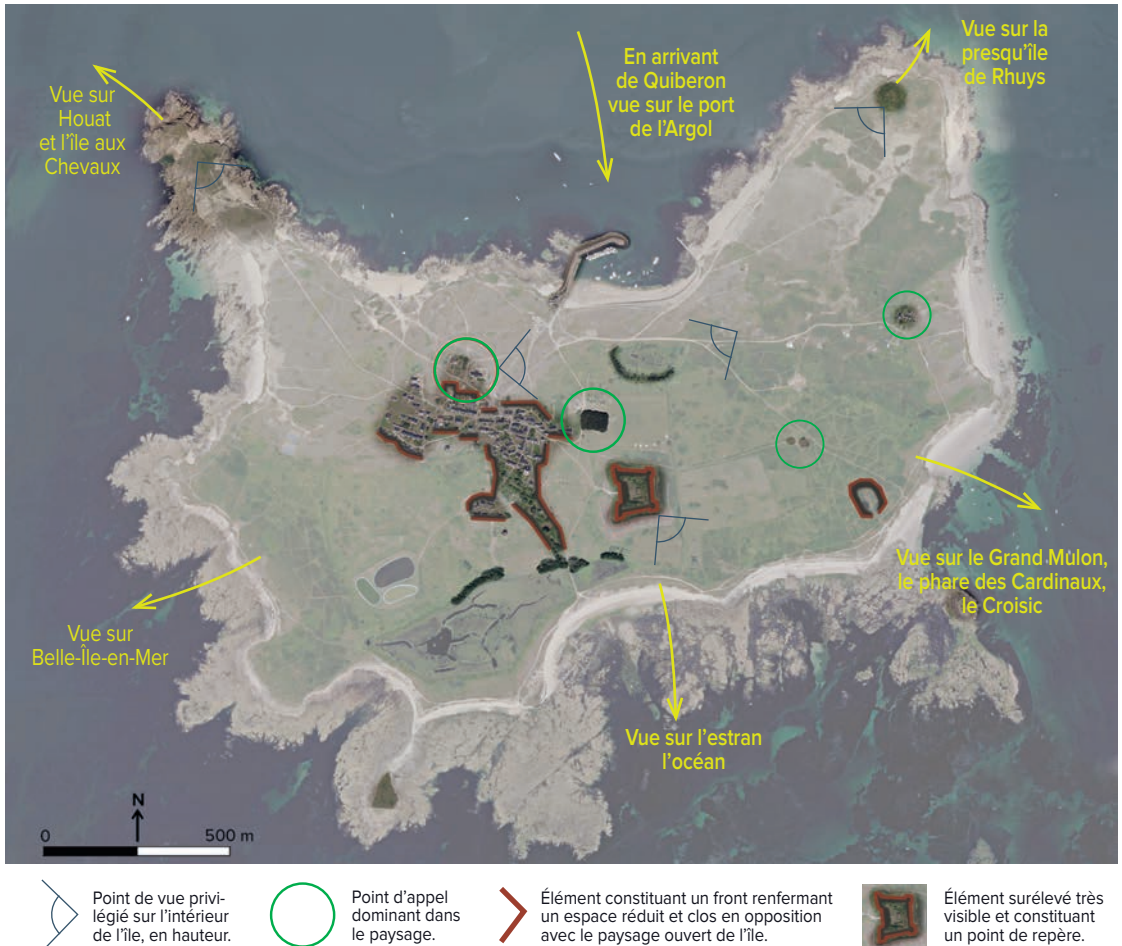 Vue sur
Houat
et l'île aux
Chevaux
En arrivant
de Quiberon
vue sur le port
de l'Argol
Vue sur la
presqu'île
de Rhuys
Vue sur le Grand Mulon,
le phare des Cardinaux,
le Croisic
Vue sur
Belle-Île-en-Mer
Vue sur l'estran
l'océan
N
0 500 m
Point de vue privi-
légié sur l'intérieur
de l'île, en hauteur.
Point d'appel
dominant dans
le paysage.
Élément constituant un front renfermant
un espace réduit et clos en opposition
avec le paysage ouvert de l'île.
Élément surélevé très
visible et constituant
un point de repère.